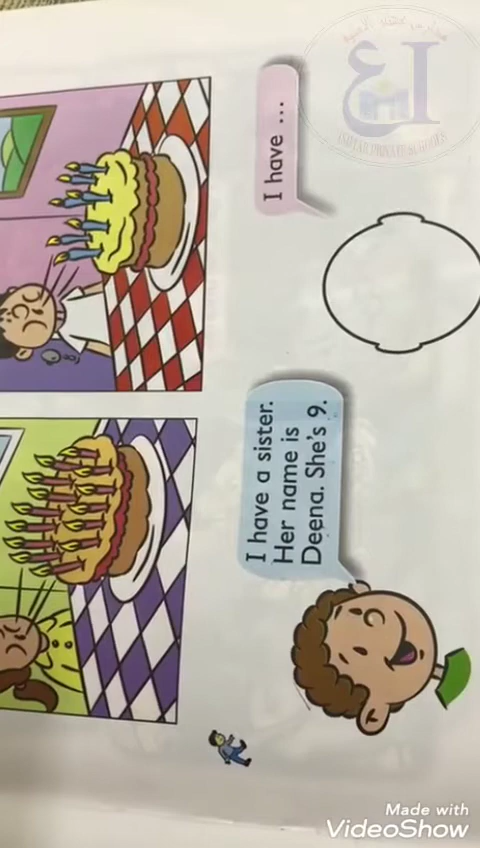 I have ...
I have a sister.
Her name is
Deena. She's 9.
Made with
VideoShow